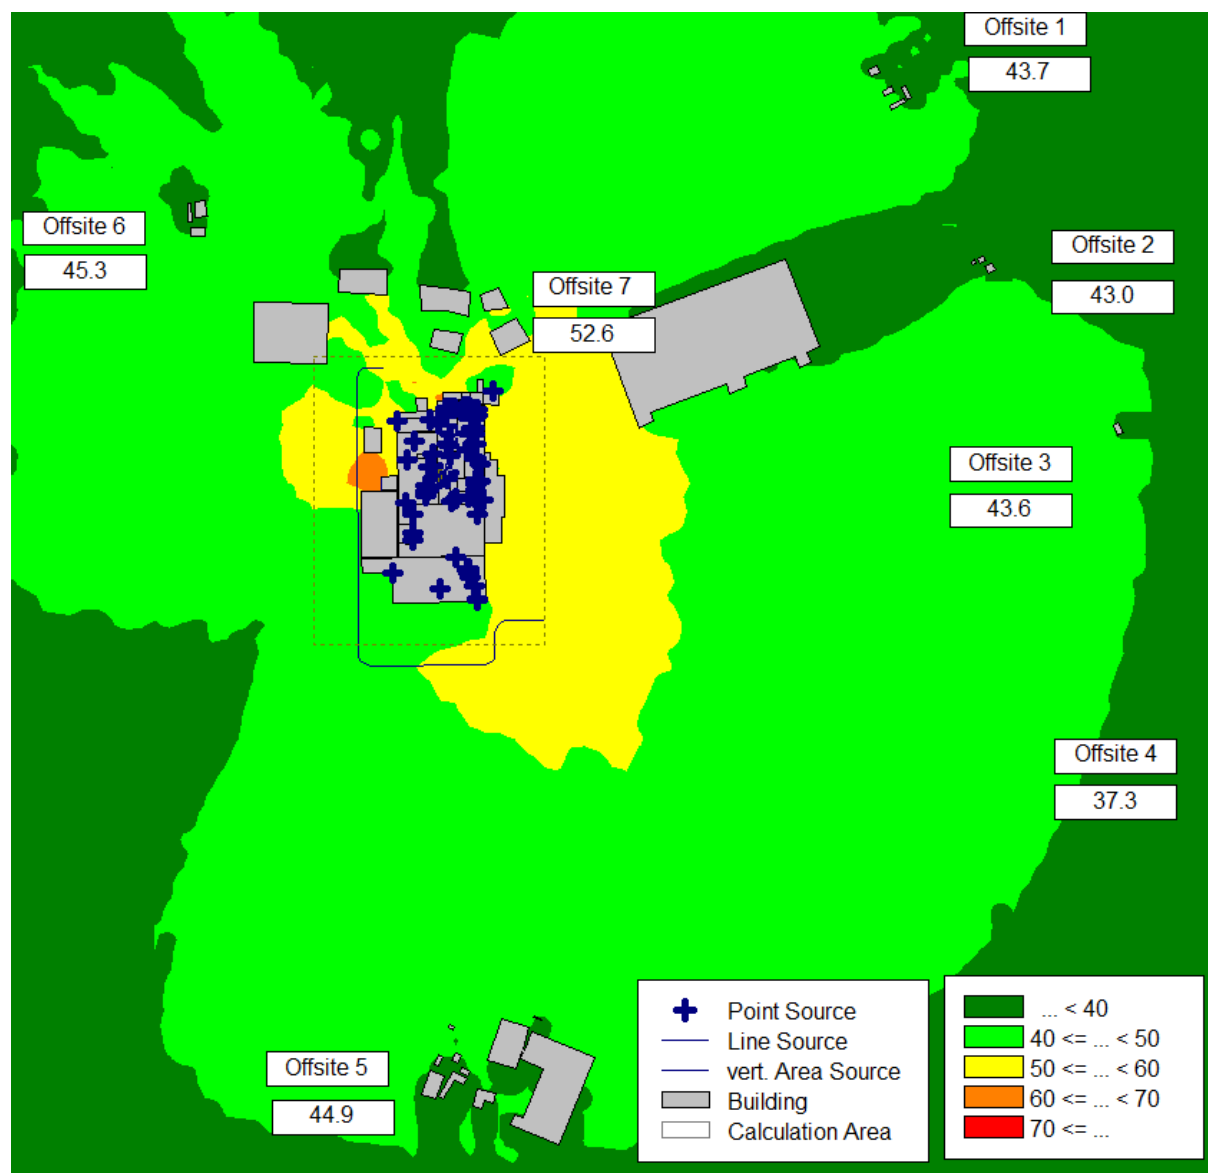 Offsite 1
43.7
Offsite 6
45.3
Offsite 2
43.0
Offsite 7
52.6
Offsite 3
43.6
Offsite 4
37.3
Offsite 5
44.9
Point Source
Line Source
vert. Area Source
Building
Calculation Area
... < 40
40 <= ... < 50
50 <= ... < 60
60 <= ... < 70
70 <= ...